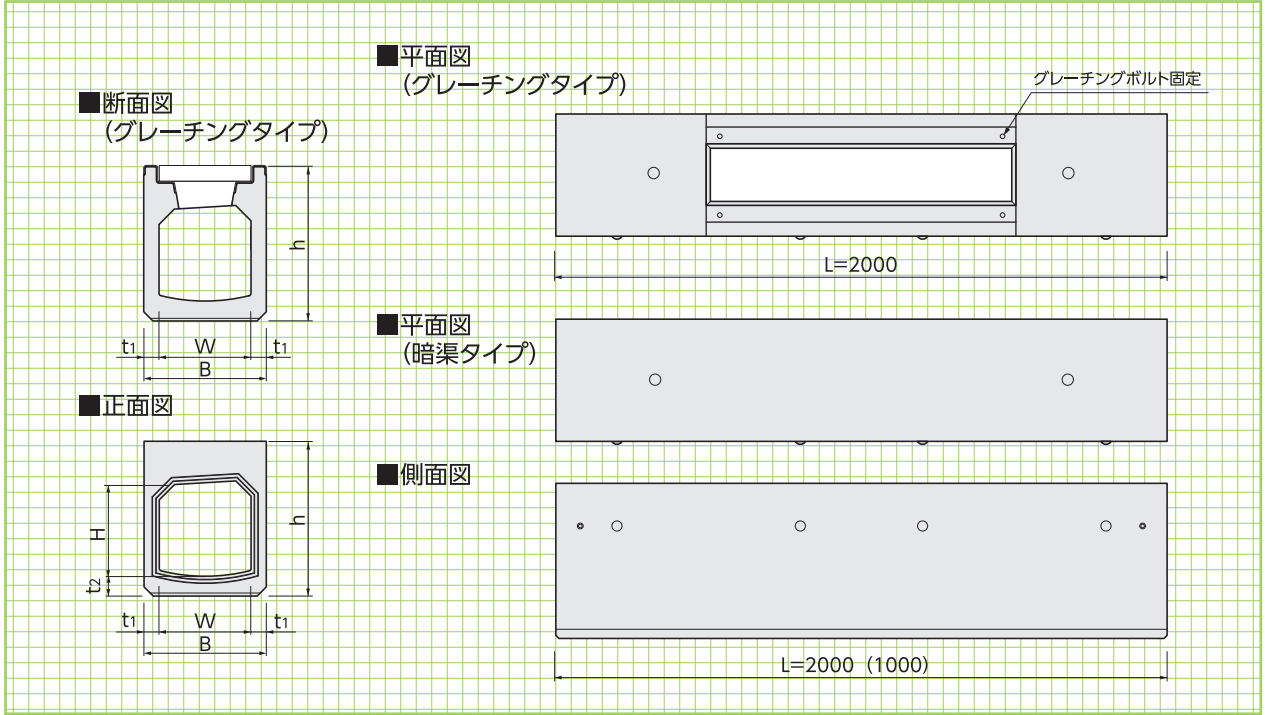 ■断面図
(グレーチングタイプ)
h
t1 W t1
B
■正面図
H
t2
h
t1 W t1
B
■平面図
(グレーチングタイプ)
グレーチングボルト固定
L=2000
■平面図
(暗渠タイプ)
■側面図
L=2000 (1000)